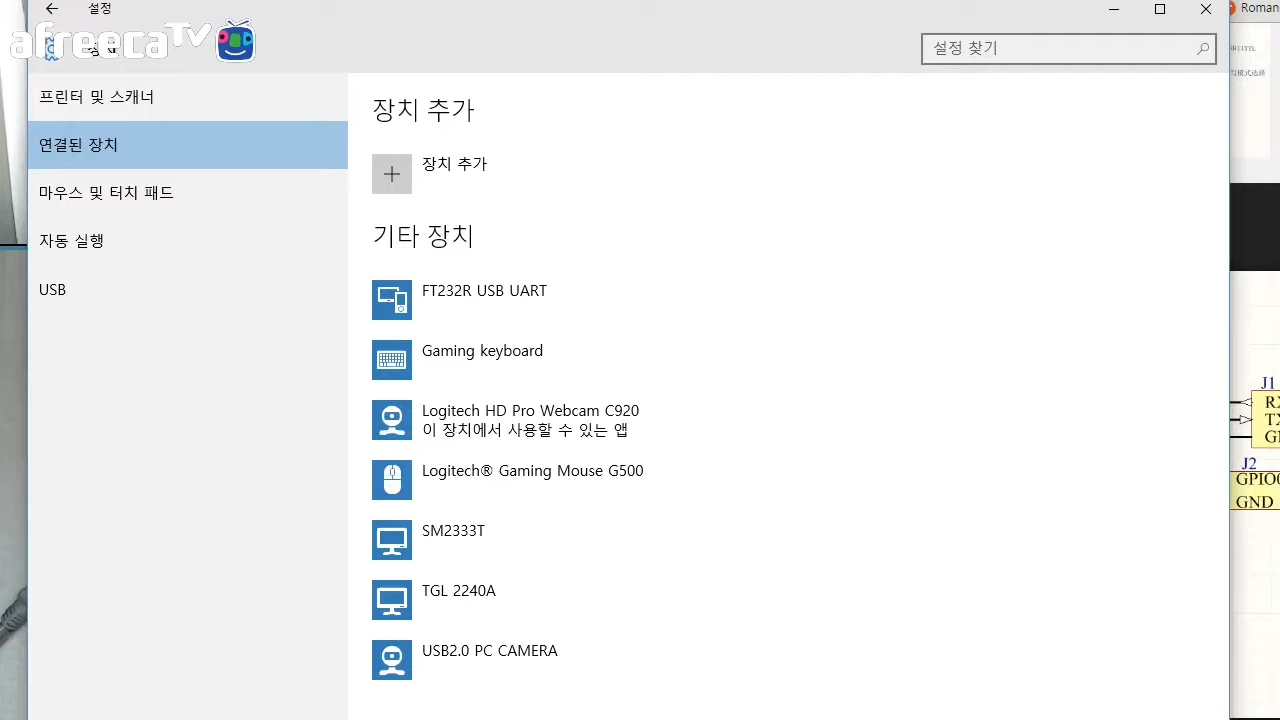 설정
afreecaTV
설정 찾기
프린터 및 스캐너
연결된 장치
마우스 및 터치 패드
자동 실행
USB
장치 추가
장치 추가
기타 장치
FT232R USB UART
Gaming keyboard
Logitech HD Pro Webcam C920
이 장치에서 사용할 수 있는 앱
Logitech® Gaming Mouse G500
SM2333T
TGL 2240A
USB2.0 PC CAMERA
Roman
J1
J2
GND